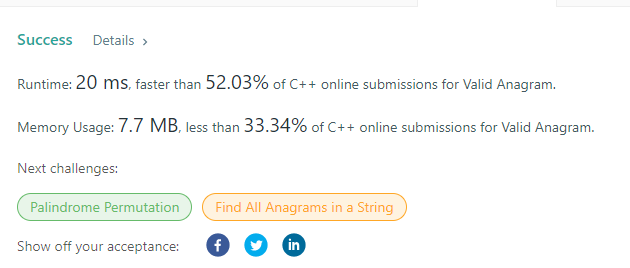 Success Details >
Runtime: 20 ms, faster than 52.03% of C++ online submissions for Valid Anagram.
Memory Usage: 7.7 MB, less than 33.34% of C++ online submissions for Valid Anagram.
Next challenges:
Palindrome Permutation Find All Anagrams in a String
Show off your acceptance: f in